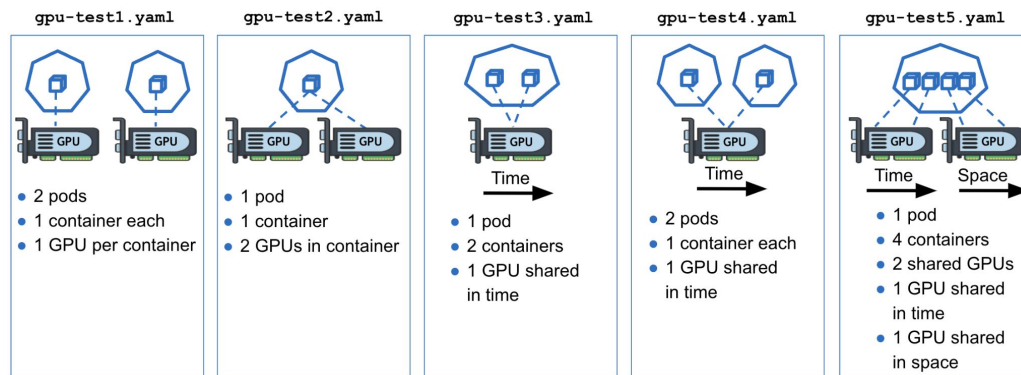 gpu-test1.yaml
GPU
GPU
2 pods
1 container each
1 GPU per container
gpu-test2.yaml
GPU
GPU
1 pod
1 container
2 GPUs in container
gpu-test3.yaml
GPU
Time
1 pod
2 containers
1 GPU shared
in time
gpu-test4.yaml
GPU
Time
2 pods
1 container each
1 GPU shared
in time
gpu-test5.yaml
GPU
GPU
Time
Space
1 pod
4 containers
2 shared GPUs
1 GPU shared
in time
1 GPU shared
in space